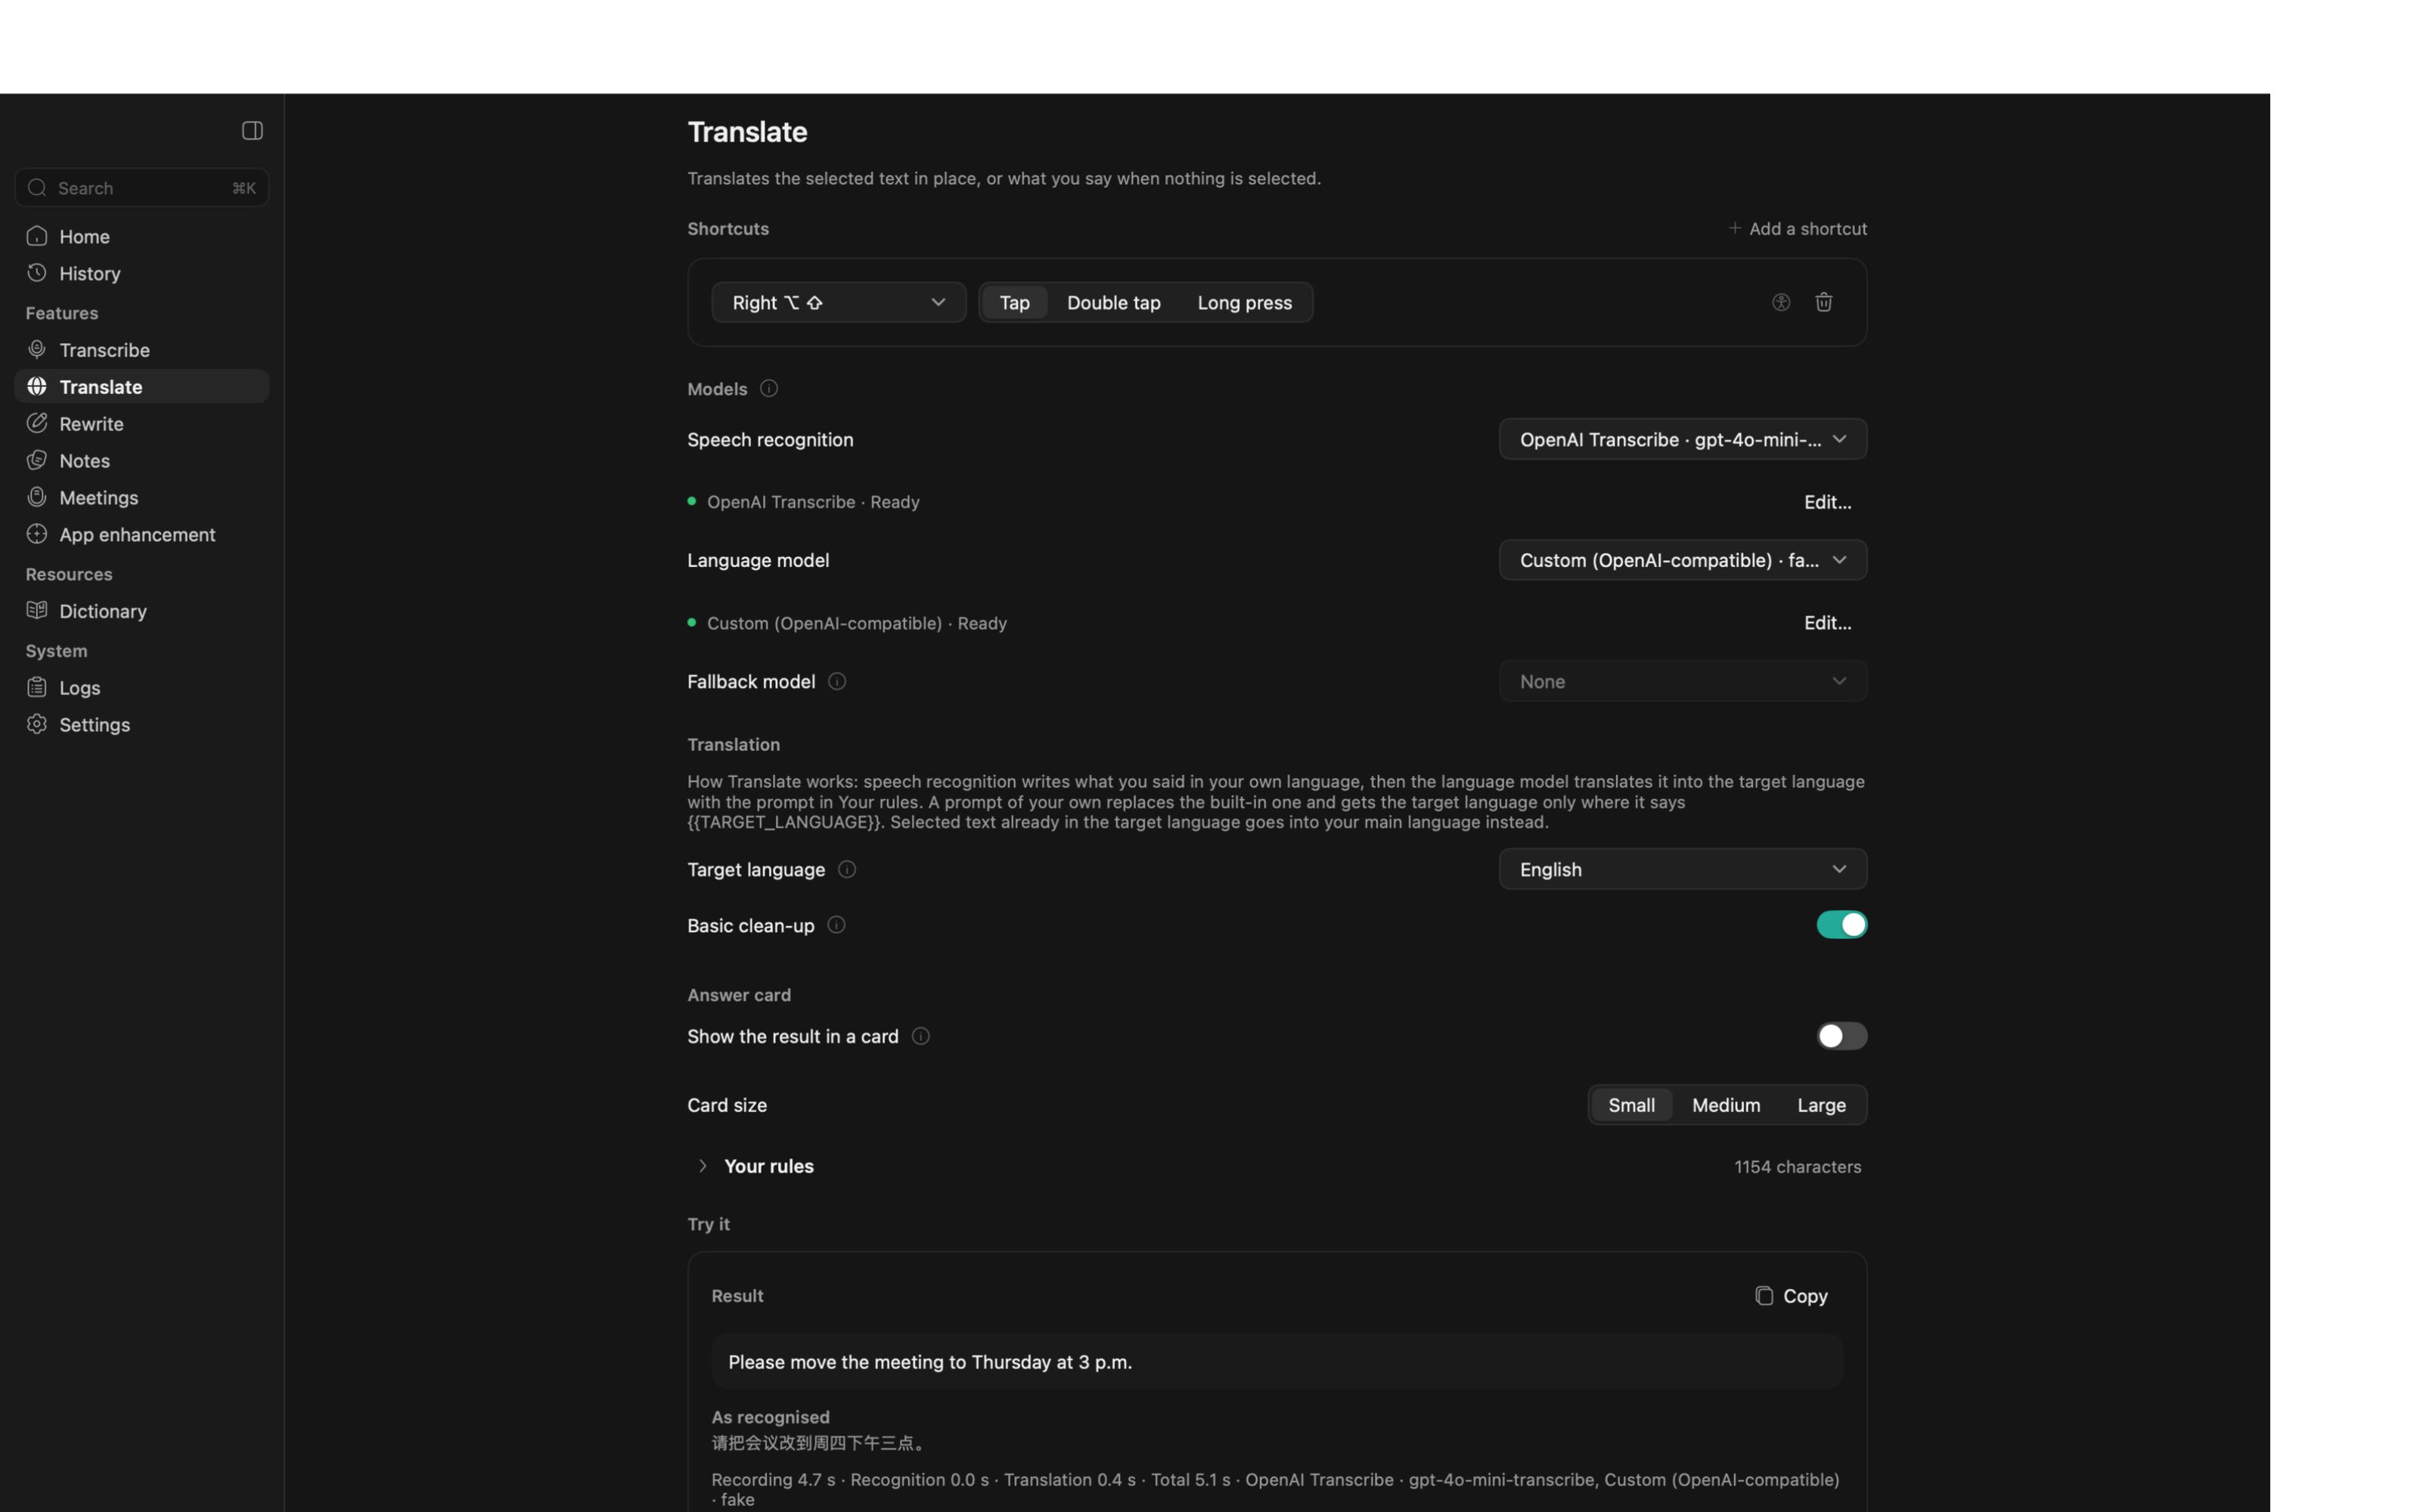 Search ⌘K
Home
History
Features
Transcribe
Translate
Rewrite
Notes
Meetings
App enhancement
Resources
Dictionary
System
Logs
Settings
Translate
Translates the selected text in place, or what you say when nothing is selected.
Shortcuts
+ Add a shortcut
Right ⌥ ⇧
Tap Double tap Long press
Models
Speech recognition
OpenAI Transcribe · gpt-4o-mini-...
OpenAI Transcribe · Ready
Edit...
Language model
Custom (OpenAI-compatible) · fa...
Custom (OpenAI-compatible) · Ready
Edit...
Fallback model
None
Translation
How Translate works: speech recognition writes what you said in your own language, then the language model translates it into the target language
with the prompt in Your rules. A prompt of your own replaces the built-in one and gets the target language only where it says
{{TARGET_LANGUAGE}}. Selected text already in the target language goes into your main language instead.
Target language
English
Basic clean-up
Answer card
Show the result in a card
Card size
Small Medium Large
Your rules
1154 characters
Try it
Result
Copy
Please move the meeting to Thursday at 3 p.m.
As recognised
请把会议改到周四下午三点。
Recording 4.7 s · Recognition 0.0 s · Translation 0.4 s · Total 5.1 s · OpenAI Transcribe · gpt-4o-mini-transcribe, Custom (OpenAI-compatible)
· fake